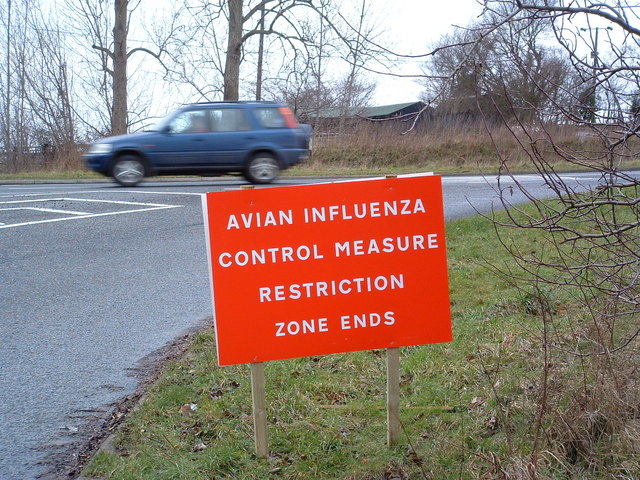 AVIAN INFLUENZA
CONTROL MEASURE
RESTRICTION
ZONE ENDS